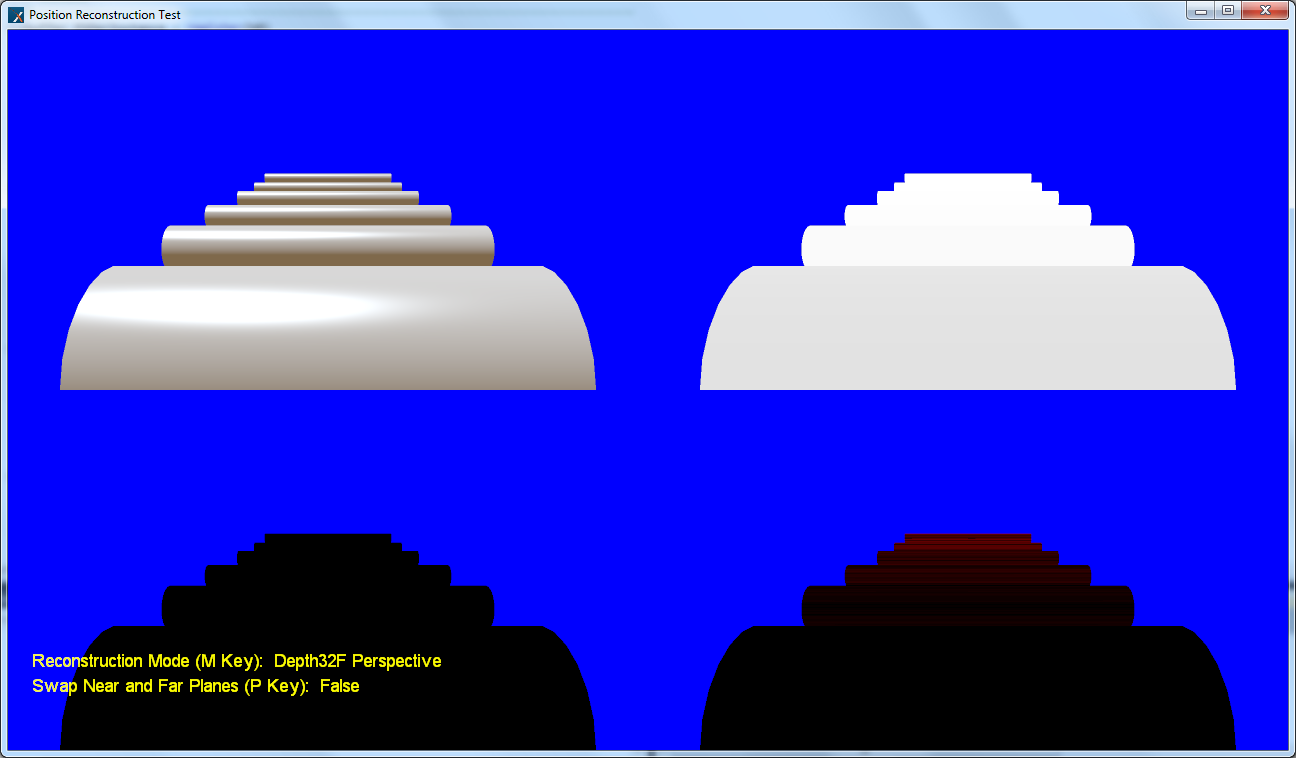 Position Reconstruction Test
Reconstruction Mode (M Key):  Depth32F Perspective
Swap Near and Far Planes (P Key):  False